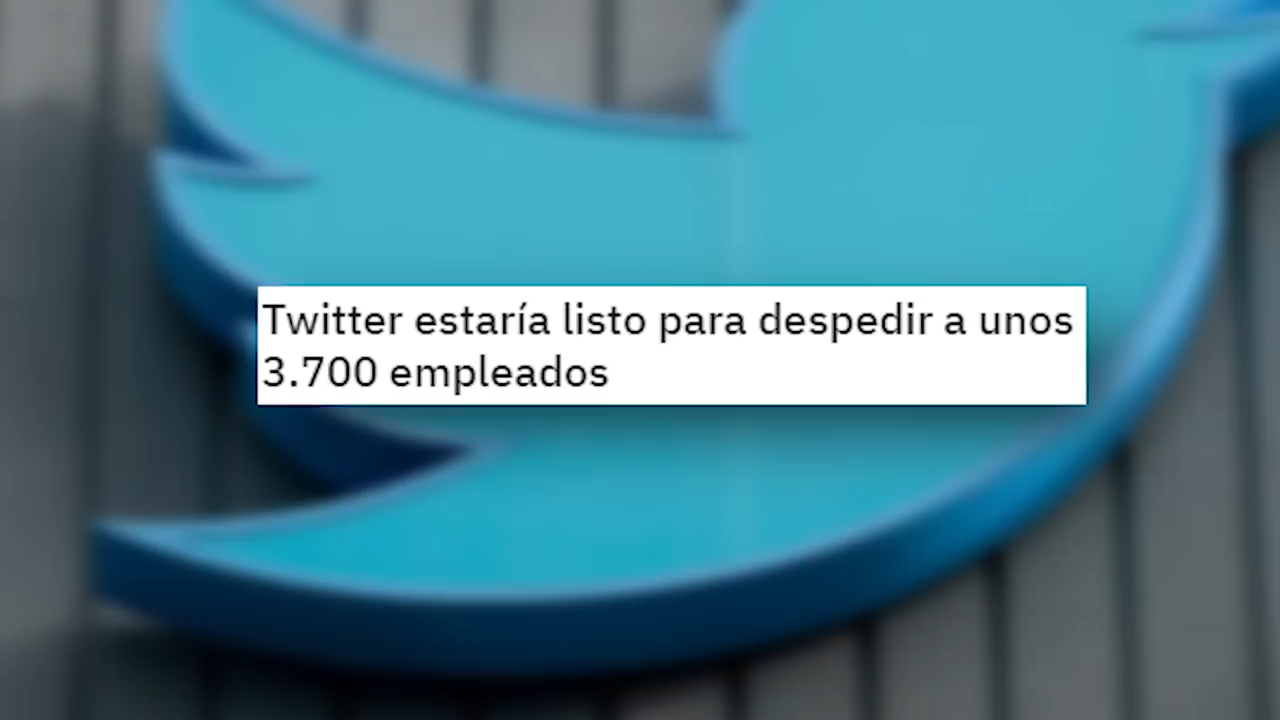 Twitter estaría listo para despedir a unos
3.700 empleados